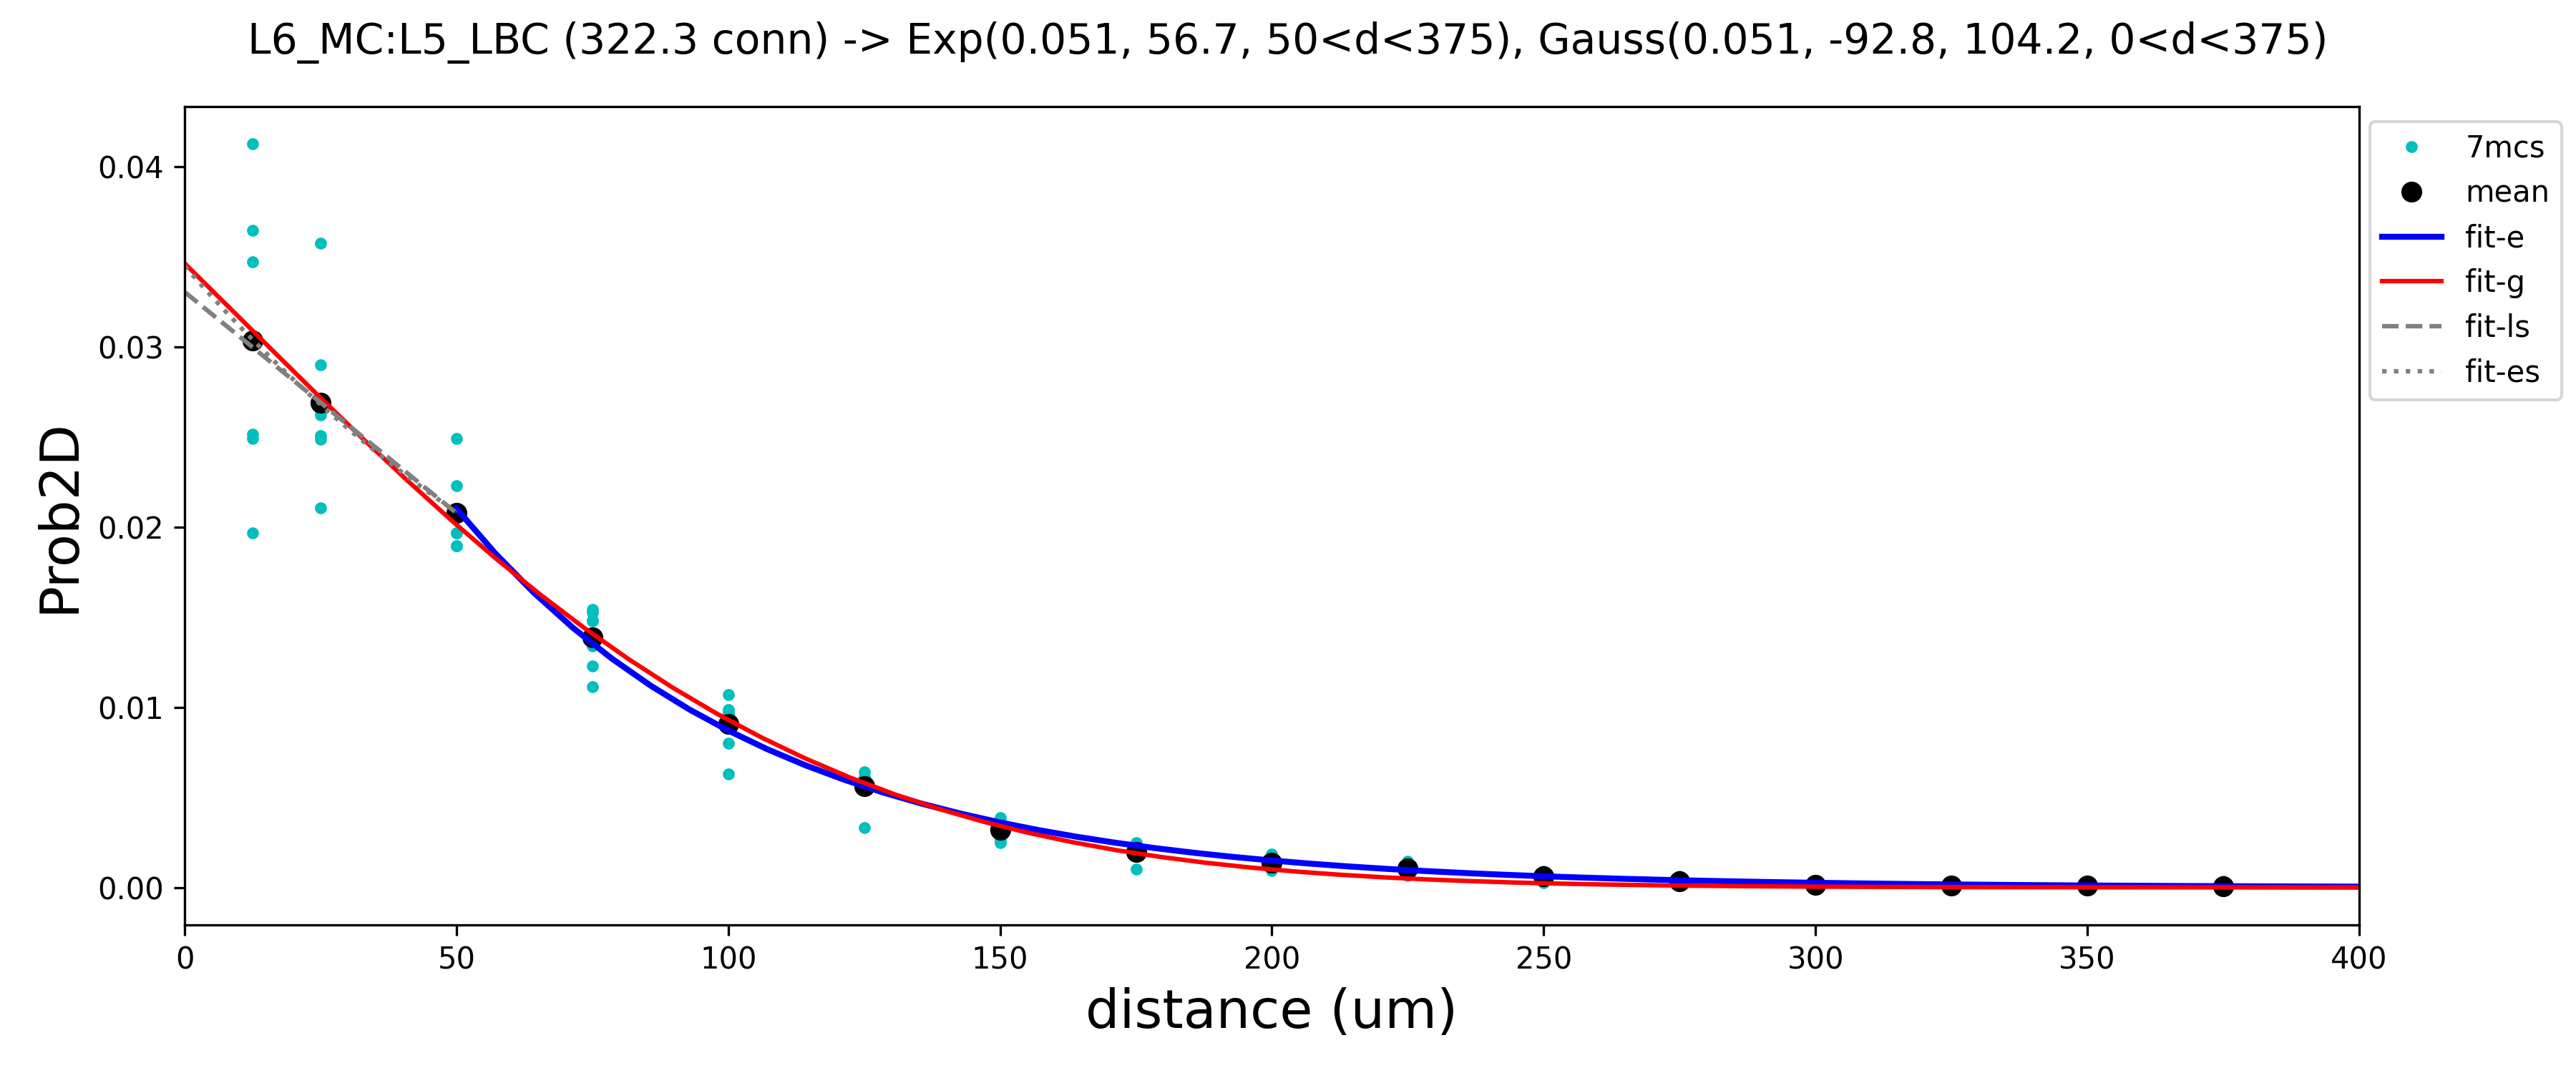 L6_MC:L5_LBC (322.3 conn) -> Exp(0.051, 56.7, 50<d<375), Gauss(0.051, -92.8, 104.2, 0<d<375)
7mcs
mean
fit-e
fit-g
fit-ls
fit-es
Prob2D
0.04
0.03
0.02
0.01
0.00
0 50 100 150 200 250 300 350 400
distance (um)